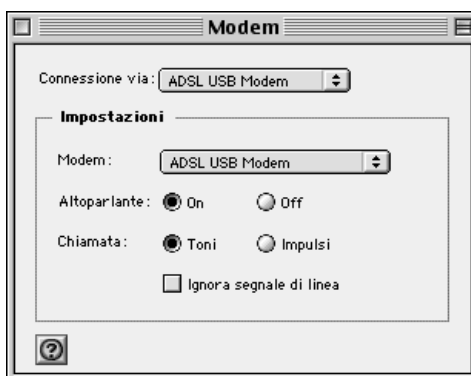 Modem
Connessione via: ADSL USB Modem
Impostazioni
Modem: ADSL USB Modem
Altoparlante: On Off
Chiamata: Toni Impulsi
Ignora segnale di linea
?